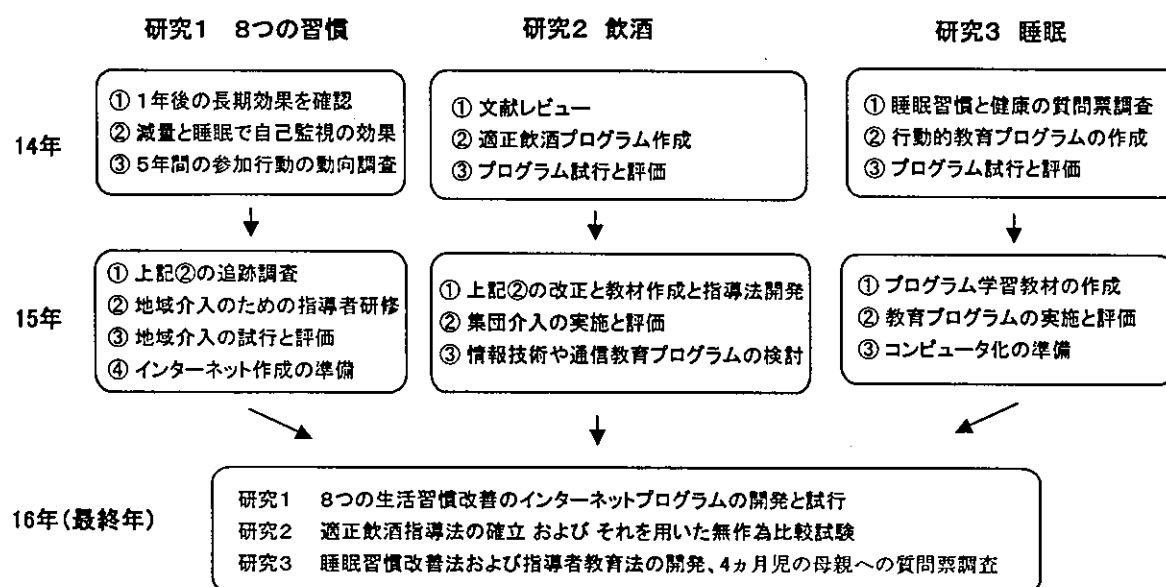 研究1 8つの習慣
研究2 飲酒
研究3 睡眠
14年
① 1年後の長期効果を確認
② 減量と睡眠で自己監視の効果
③ 5年間の参加行動の動向調査
① 文献レビュー
② 適正飲酒プログラム作成
③ プログラム試行と評価
① 睡眠習慣と健康の質問票調査
② 行動的教育プログラムの作成
③ プログラム試行と評価
15年
① 上記②の追跡調査
② 地域介入のための指導者研修
③ 地域介入の試行と評価
④ インターネット作成の準備
① 上記②の改正と教材作成と指導法開発
② 集団介入の実施と評価
③ 情報技術や通信教育プログラムの検討
① プログラム学習教材の作成
② 教育プログラムの実施と評価
③ コンピュータ化の準備
16年(最終年)
研究1 8つの生活習慣改善のインターネットプログラムの開発と試行
研究2 適正飲酒指導法の確立 および それを用いた無作為比較試験
研究3 睡眠習慣改善法および指導者教育法の開発、4ヵ月児の母親への質問票調査